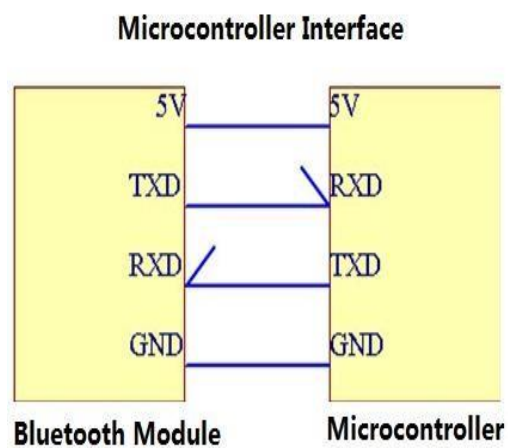 Microcontroller Interface
5V 5V
TXD RXD
RXD TXD
GND GND
Bluetooth Module Microcontroller